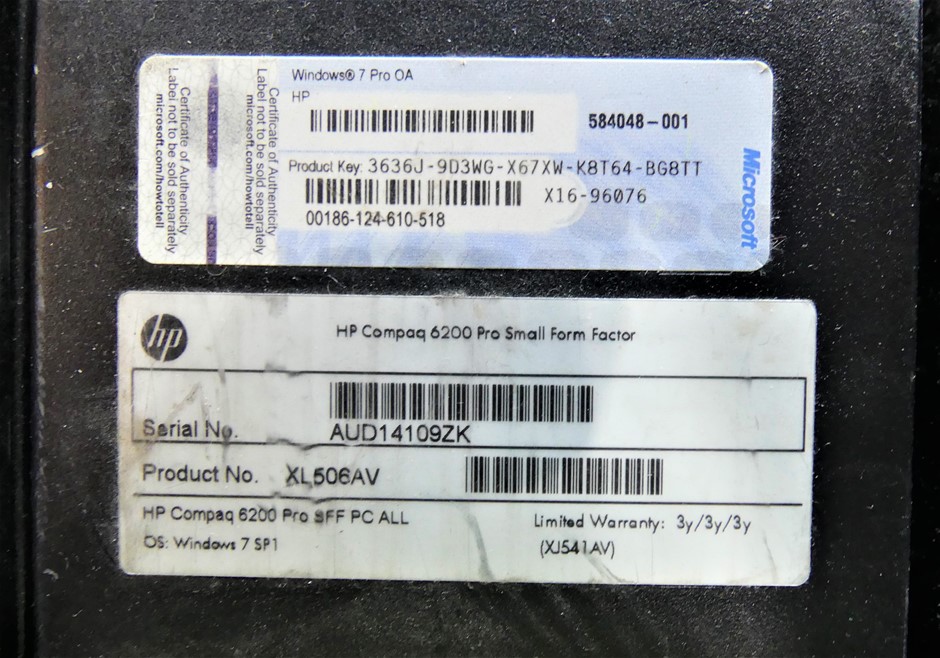 Certificate of Authenticity
Label not to be sold separately
microsoft.com/howtotell
Certificate of Authenticity
Label not to be sold separately
microsoft.com/howtotell
Windows® 7 Pro OA
HP
584048-001
Product Key: 3636J-9D3WG-X67XW-K8T64-BG8TT
X16-96076
00186-124-610-518
Microsoft
hp
HP Compaq 6200 Pro Small Form Factor
Serial No. AUD14109ZK
Product No. XL506AV
HP Compaq 6200 Pro SFF PC ALL
Limited Warranty: 3y/3y/3y
OS: Windows 7 SP1
(XJ541AV)